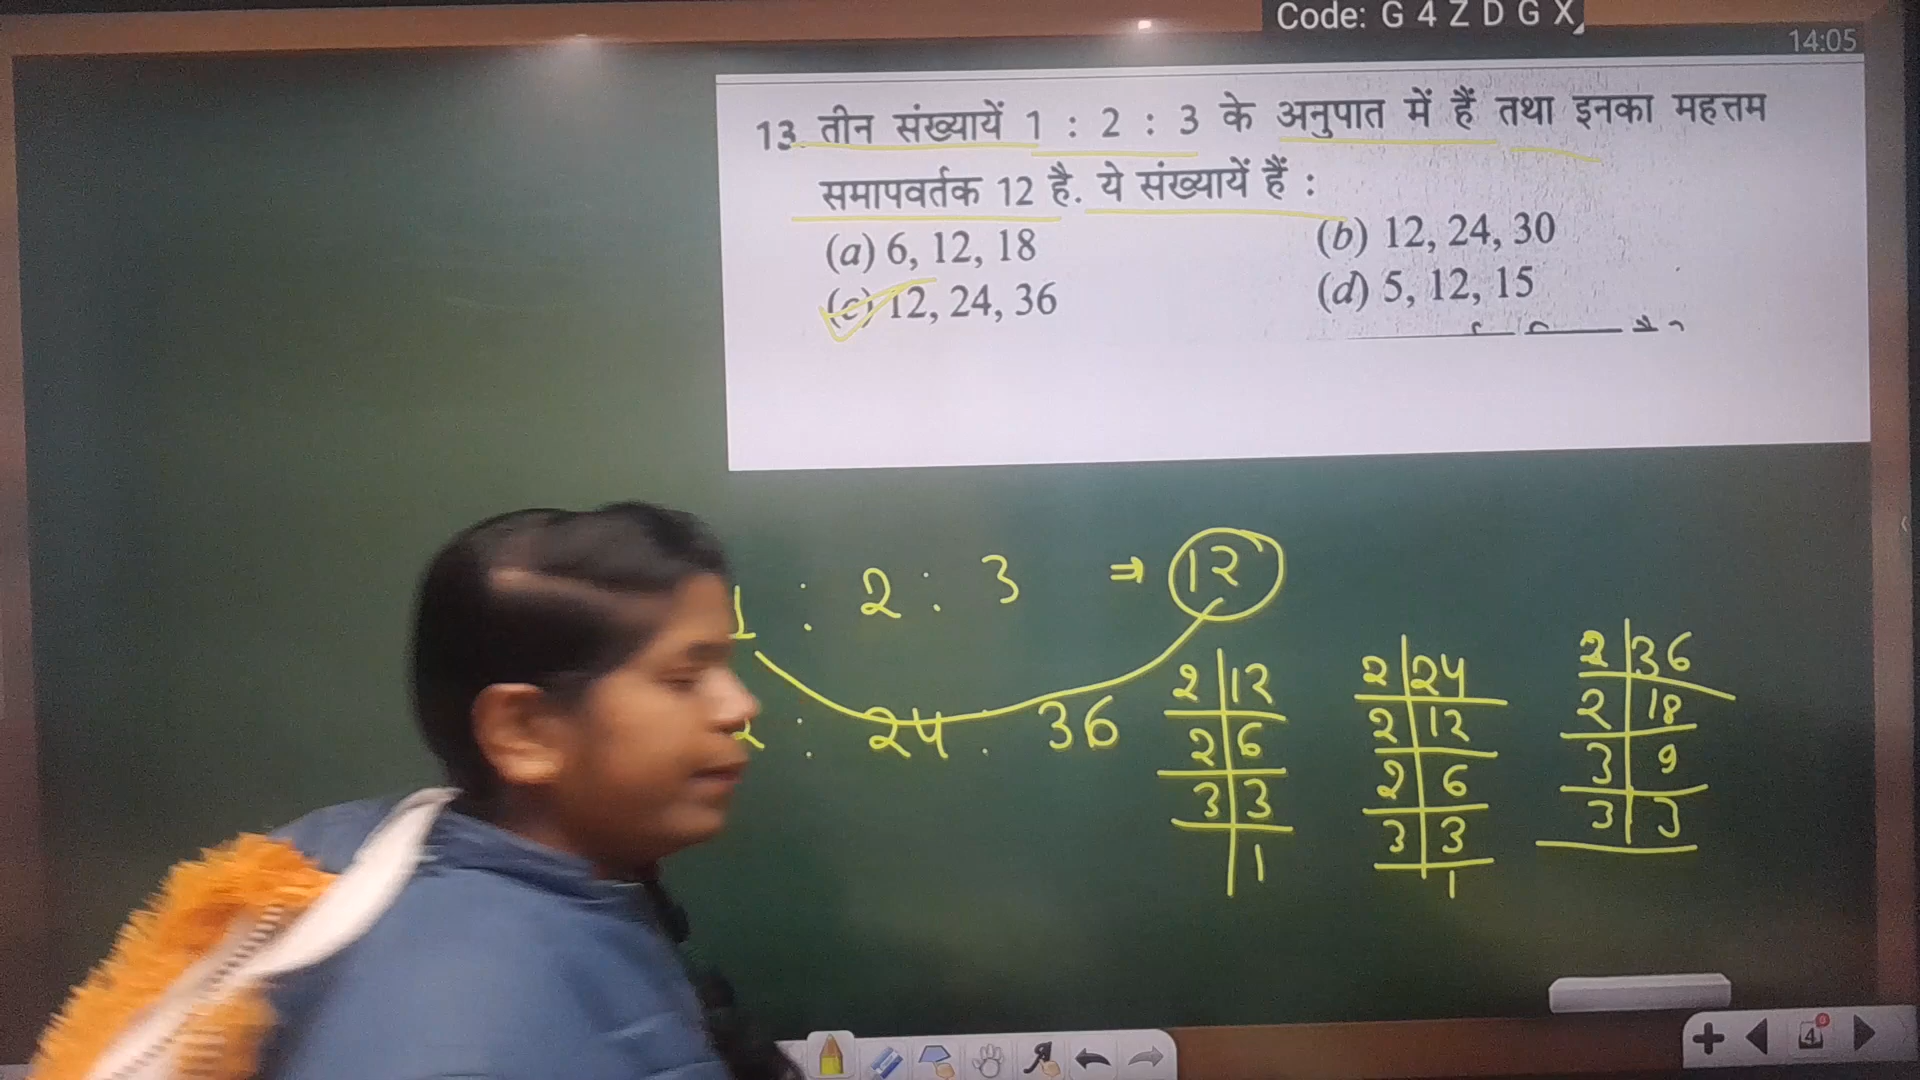 Code: G 4 Z D G X
14:05
13. तीन संख्यायें 1 : 2 : 3 के अनुपात में हैं तथा इनका महत्तम
समापवर्तक 12 है. ये संख्यायें हैं :
(a) 6, 12, 18
(b) 12, 24, 30
(c) 12, 24, 36
(d) 5, 12, 15
1 : 2 : 3 ⇒ 12
2 : 24 : 36
2 12
2 6
3 3
1
2 24
2 12
2 6
3 3
1
2 36
2 18
3 9
3 3
4